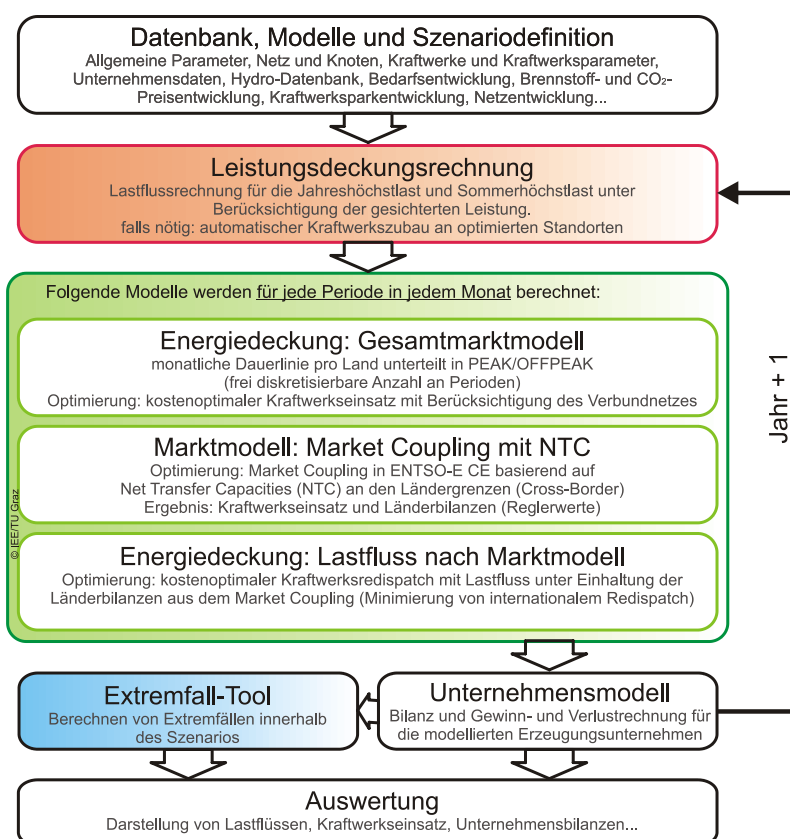 Datenbank, Modelle und Szenariodefinition
Allgemeine Parameter, Netz und Knoten, Kraftwerke und Kraftwerksparameter,
Unternehmensdaten, Hydro-Datenbank, Bedarfsentwicklung, Brennstoff- und CO₂-
Preisentwicklung, Kraftwerksparkentwicklung, Netzentwicklung...
Leistungsdeckungsrechnung
Lastflussrechnung für die Jahreshöchstlast und Sommerhöchstlast unter
Berücksichtigung der gesichterten Leistung.
falls nötig: automatischer Kraftwerkszubau an optimierten Standorten
Folgende Modelle werden für jede Periode in jedem Monat berechnet:
Energiedeckung: Gesamtmarktmodell
monatliche Dauerlinie pro Land unterteilt in PEAK/OFFPEAK
(frei diskretisierbare Anzahl an Perioden)
Optimierung: kostenoptimaler Kraftwerkseinsatz mit Berücksichtigung des Verbundnetzes
Marktmodell: Market Coupling mit NTC
Optimierung: Market Coupling in ENTSO-E CE basierend auf
Net Transfer Capacities (NTC) an den Ländergrenzen (Cross-Border)
Ergebnis: Kraftwerkseinsatz und Länderbilanzen (Reglerwerte)
Energiedeckung: Lastfluss nach Marktmodell
Optimierung: kostenoptimaler Kraftwerksredispatch mit Lastfluss unter Einhaltung der
Länderbilanzen aus dem Market Coupling (Minimierung von internationalem Redispatch)
© IEE/TU Graz
Jahr + 1
Extremfall-Tool
Berechnen von Extremfällen innerhalb
des Szenarios
Unternehmensmodell
Bilanz und Gewinn- und Verlustrechnung für
die modellierten Erzeugungsunternehmen
Auswertung
Darstellung von Lastflüssen, Kraftwerkseinsatz, Unternehmensbilanzen...